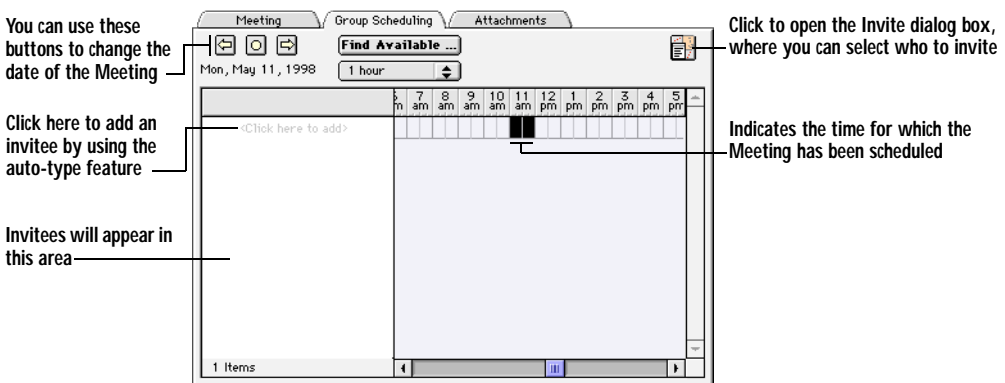 You can use these
buttons to change the
date of the Meeting
Click here to add an
invitee by using the
auto-type feature
Invitees will appear in
this area
Meeting
Group Scheduling
Attachments
Find Available ...
Mon, May 11, 1998
1 hour
7 8 9 10 11 12 1 2 3 4 5
m am am am am am pm pm pm pm pm pm
<Click here to add>
1 Items
Click to open the Invite dialog box,
where you can select who to invite
Indicates the time for which the
Meeting has been scheduled